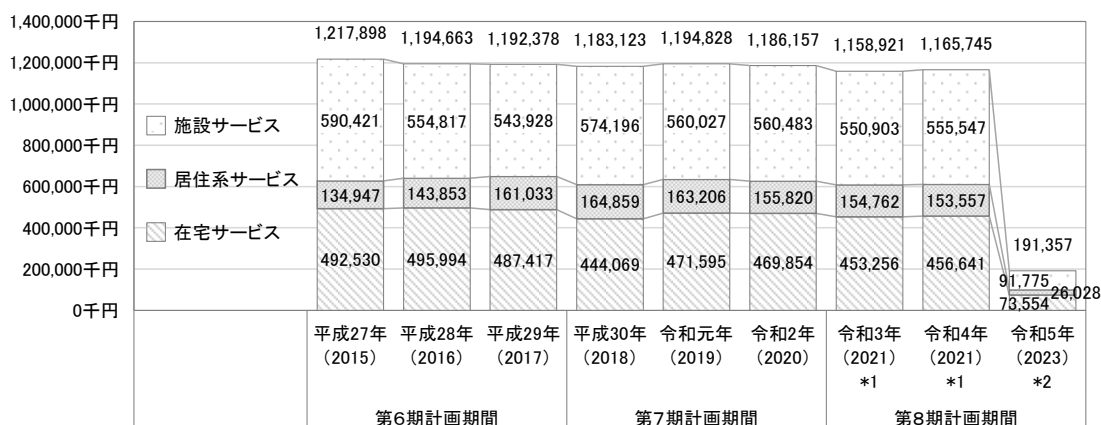 1,400,000千円
1,200,000千円
1,000,000千円
800,000千円
600,000千円
400,000千円
200,000千円
0千円
施設サービス
居住系サービス
在宅サービス
1,217,898 1,194,663 1,192,378 1,183,123 1,194,828 1,186,157 1,158,921 1,165,745
590,421 554,817 543,928 574,196 560,027 560,483 550,903 555,547
134,947 143,853 161,033 164,859 163,206 155,820 154,762 153,557
492,530 495,994 487,417 444,069 471,595 469,854 453,256 456,641
191,357
91,775
26,028
73,554
平成27年 平成28年 平成29年 平成30年 令和元年 令和2年 令和3年 令和4年 令和5年
（2015） （2016） （2017） （2018） （2019） （2020） （2021） （2021） （2023）
*1 *1 *2
第6期計画期間 第7期計画期間 第8期計画期間